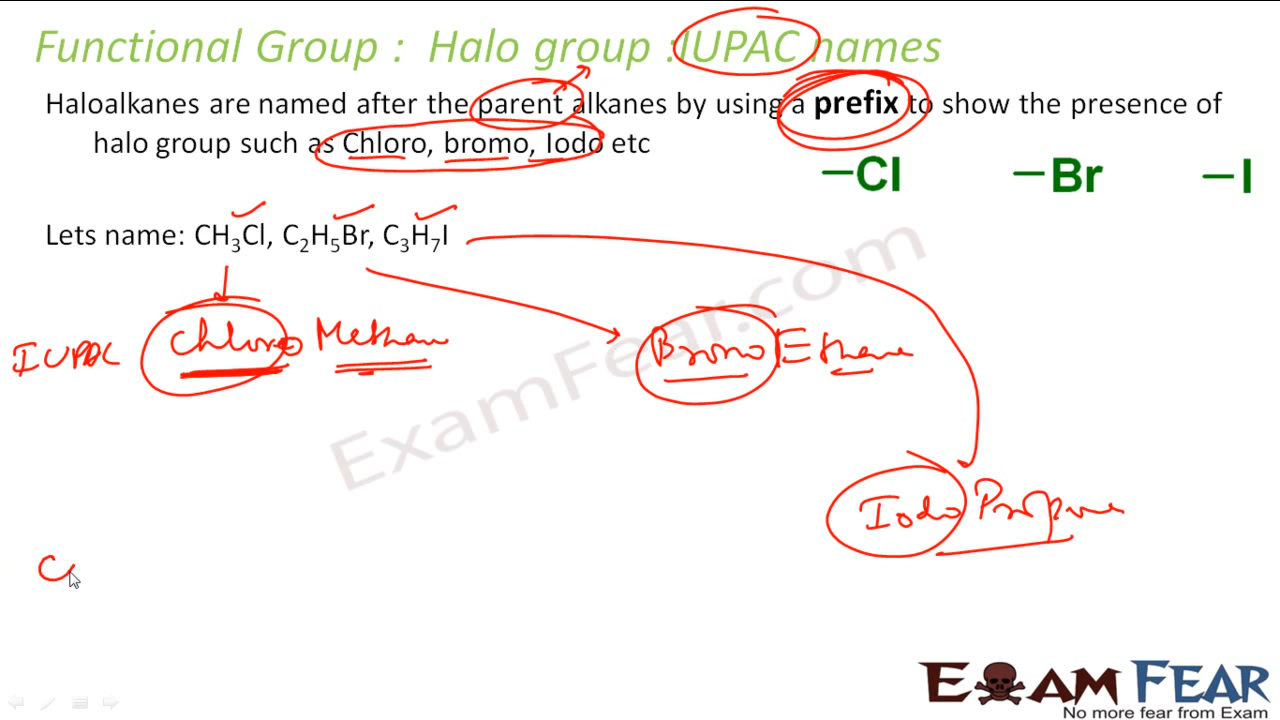 Functional Group : Halo group :IUPAC names
Haloalkanes are named after the parent alkanes by using a prefix to show the presence of
halo group such as Chloro, bromo, Iodo etc
–Cl –Br –I
Lets name: CH₃Cl, C₂H₅Br, C₃H₇I
IUPAC Chloro Methane Bromo Ethane
Iodo Propane
C
ExamFear.com
EXAM FEAR
No more fear from Exam